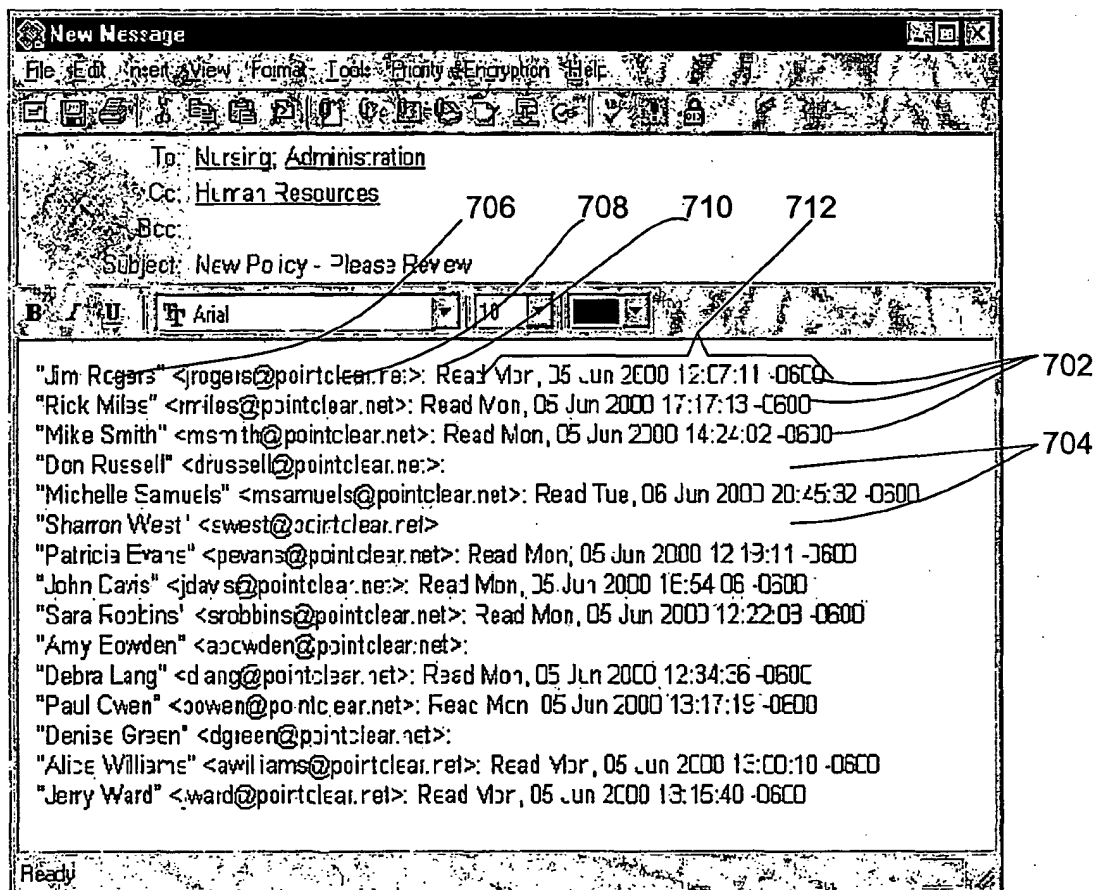 New Message
File Edit Insert View Format Tools Priority & Encryption Help
To: Nursing; Administration
Cc: Human Resources
Bcc:
Subject: New Policy - Please Review
706 708 710 712
B I U Arial 10
"Jim Rogers" <jrogers@pointclear.net>: Read Mon, 05 Jun 2000 12:07:11 -0600
702
"Rick Miles" <rmiles@pointclear.net>: Read Mon, 05 Jun 2000 17:17:13 -0600
"Mike Smith" <msmith@pointclear.net>: Read Mon, 05 Jun 2000 14:24:02 -0600
704
"Don Russell" <drussell@pointclear.net>:
"Michelle Samuels" <msamuels@pointclear.net>: Read Tue, 06 Jun 2000 20:45:32 -0600
"Sharron West" <swest@pointclear.net>
"Patricia Evans" <pevans@pointclear.net>: Read Mon, 05 Jun 2000 12:19:11 -0600
"John Davis" <jdavis@pointclear.net>: Read Mon, 05 Jun 2000 16:54:06 -0600
"Sara Robbins" <srobbins@pointclear.net>: Read Mon, 05 Jun 2000 12:22:03 -0600
"Amy Bowden" <abowden@pointclear.net>:
"Debra Lang" <dlang@pointclear.net>: Read Mon, 05 Jun 2000 12:34:36 -0600
"Paul Owen" <powen@pointclear.net>: Read Mon, 05 Jun 2000 13:17:19 -0600
"Denise Green" <dgreen@pointclear.net>:
"Alice Williams" <awilliams@pointclear.net>: Read Mon, 05 Jun 2000 13:00:10 -0600
"Jerry Ward" <jward@pointclear.net>: Read Mon, 05 Jun 2000 13:15:40 -0600
Ready